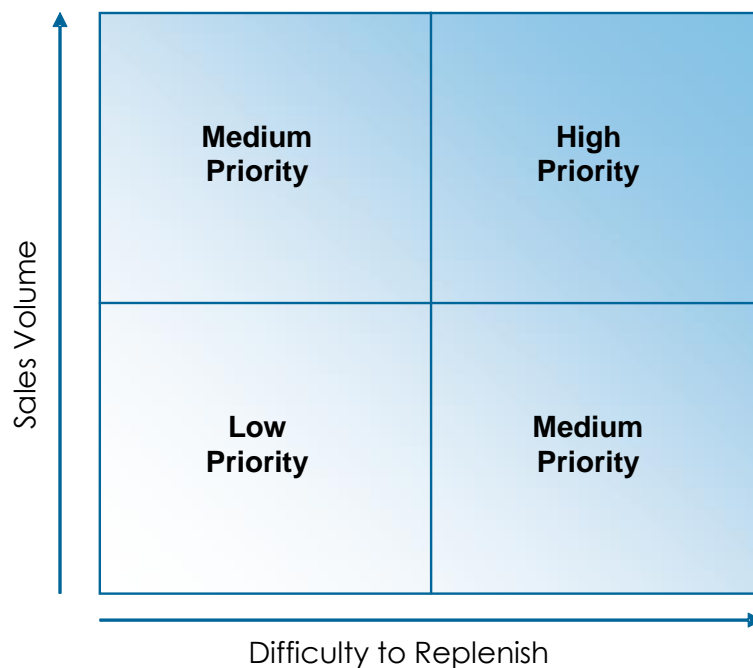 Medium
Priority
High
Priority
Sales Volume
Low
Priority
Medium
Priority
Difficulty to Replenish